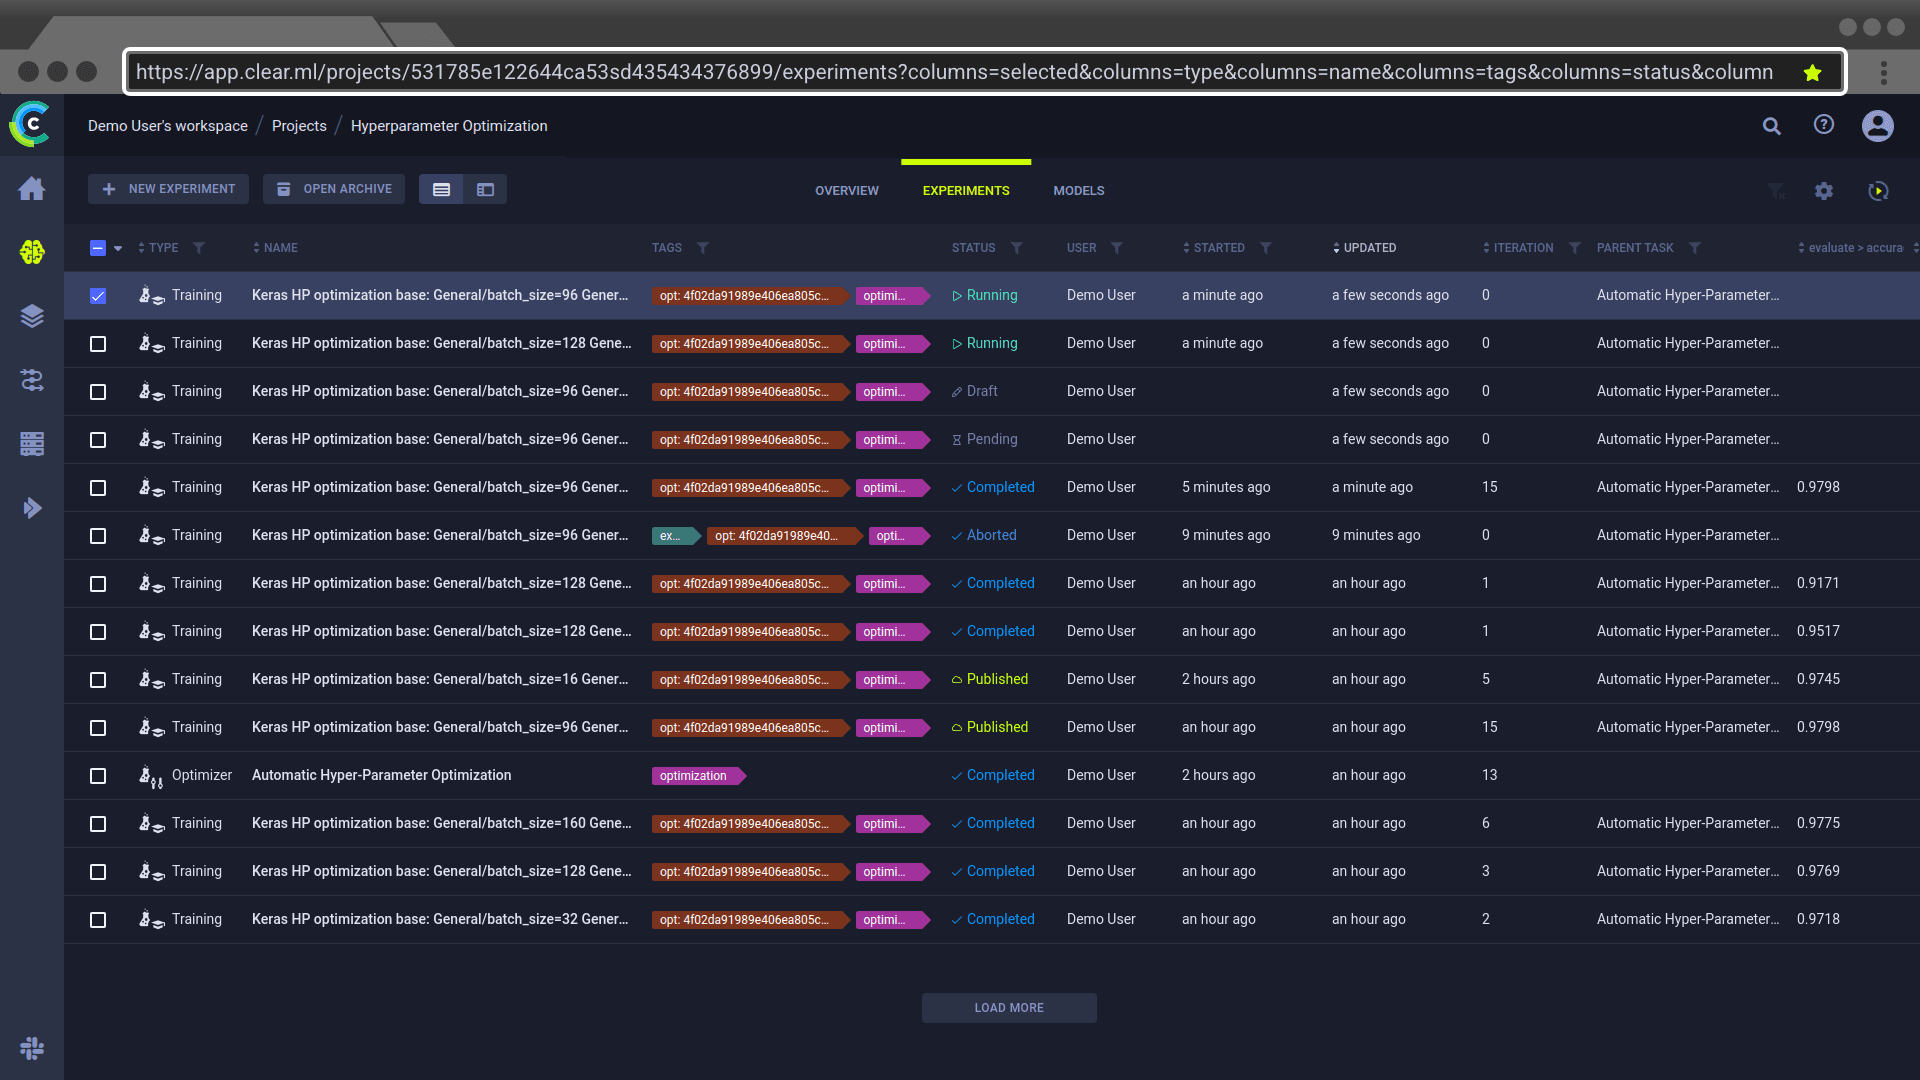 https://app.clear.ml/projects/531785e122644ca53sd435434376899/experiments?columns=selected&columns=type&columns=name&columns=tags&columns=status&column
Demo User's workspace / Projects / Hyperparameter Optimization
NEW EXPERIMENT OPEN ARCHIVE OVERVIEW EXPERIMENTS MODELS
TYPE NAME TAGS STATUS USER STARTED UPDATED ITERATION PARENT TASK evaluate > accura
Training Keras HP optimization base: General/batch_size=96 Gener... opt: 4f02da91989e406ea805c... optimi... Running Demo User a minute ago a few seconds ago 0 Automatic Hyper-Parameter...
Training Keras HP optimization base: General/batch_size=128 Gene... opt: 4f02da91989e406ea805c... optimi... Running Demo User a minute ago a few seconds ago 0 Automatic Hyper-Parameter...
Training Keras HP optimization base: General/batch_size=96 Gener... opt: 4f02da91989e406ea805c... optimi... Draft Demo User a few seconds ago 0 Automatic Hyper-Parameter...
Training Keras HP optimization base: General/batch_size=96 Gener... opt: 4f02da91989e406ea805c... optimi... Pending Demo User a few seconds ago 0 Automatic Hyper-Parameter...
Training Keras HP optimization base: General/batch_size=96 Gener... opt: 4f02da91989e406ea805c... optimi... Completed Demo User 5 minutes ago a minute ago 15 Automatic Hyper-Parameter... 0.9798
Training Keras HP optimization base: General/batch_size=96 Gener... ex... opt: 4f02da91989e40... opti... Aborted Demo User 9 minutes ago 9 minutes ago 0 Automatic Hyper-Parameter...
Training Keras HP optimization base: General/batch_size=128 Gene... opt: 4f02da91989e406ea805c... optimi... Completed Demo User an hour ago an hour ago 1 Automatic Hyper-Parameter... 0.9171
Training Keras HP optimization base: General/batch_size=128 Gene... opt: 4f02da91989e406ea805c... optimi... Completed Demo User an hour ago an hour ago 1 Automatic Hyper-Parameter... 0.9517
Training Keras HP optimization base: General/batch_size=16 Gener... opt: 4f02da91989e406ea805c... optimi... Published Demo User 2 hours ago an hour ago 5 Automatic Hyper-Parameter... 0.9745
Training Keras HP optimization base: General/batch_size=96 Gener... opt: 4f02da91989e406ea805c... optimi... Published Demo User an hour ago an hour ago 15 Automatic Hyper-Parameter... 0.9798
Optimizer Automatic Hyper-Parameter Optimization optimization Completed Demo User 2 hours ago an hour ago 13
Training Keras HP optimization base: General/batch_size=160 Gene... opt: 4f02da91989e406ea805c... optimi... Completed Demo User an hour ago an hour ago 6 Automatic Hyper-Parameter... 0.9775
Training Keras HP optimization base: General/batch_size=128 Gene... opt: 4f02da91989e406ea805c... optimi... Completed Demo User an hour ago an hour ago 3 Automatic Hyper-Parameter... 0.9769
Training Keras HP optimization base: General/batch_size=32 Gener... opt: 4f02da91989e406ea805c... optimi... Completed Demo User an hour ago an hour ago 2 Automatic Hyper-Parameter... 0.9718
LOAD MORE